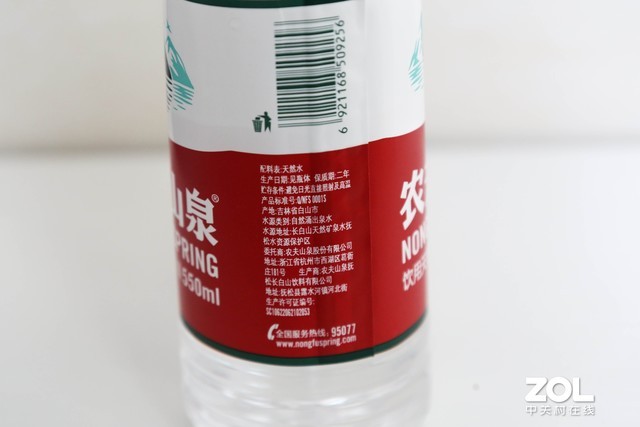 6 921168 509256
配料表:天然水
生产日期:见瓶体 保质期:二年
贮存条件:避免日光直接照射及高温
产品标准号:Q/NFS 0001S
产地:吉林省白山市
水源类别:自然涌出泉水
水源地址:长白山天然矿泉水抚
松水资源保护区
委托商:农夫山泉股份有限公司
地址:浙江省杭州市西湖区葛衙
庄181号 生产商:农夫山泉抚
松长白山饮料有限公司
地址:抚松县露水河镇河北街
生产许可证编号:
SC10622062102053
全国服务热线:95077
www.nongfuspring.com
山泉®
SPRING
550ml
农
NON
饮用天
ZOL
中关村在线